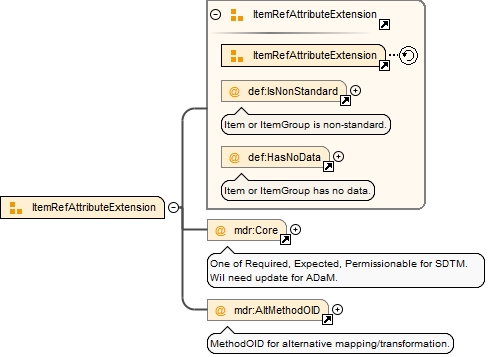 ItemRefAttributeExtension
ItemRefAttributeExtension
@ def:IsNonStandard
Item or ItemGroup is non-standard.
@ def:HasNoData
Item or ItemGroup has no data.
ItemRefAttributeExtension
@ mdr:Core
One of Required, Expected, Permissionable for SDTM.
Wil need update for ADaM.
@ mdr:AltMethodOID
MethodOID for alternative mapping/transformation.